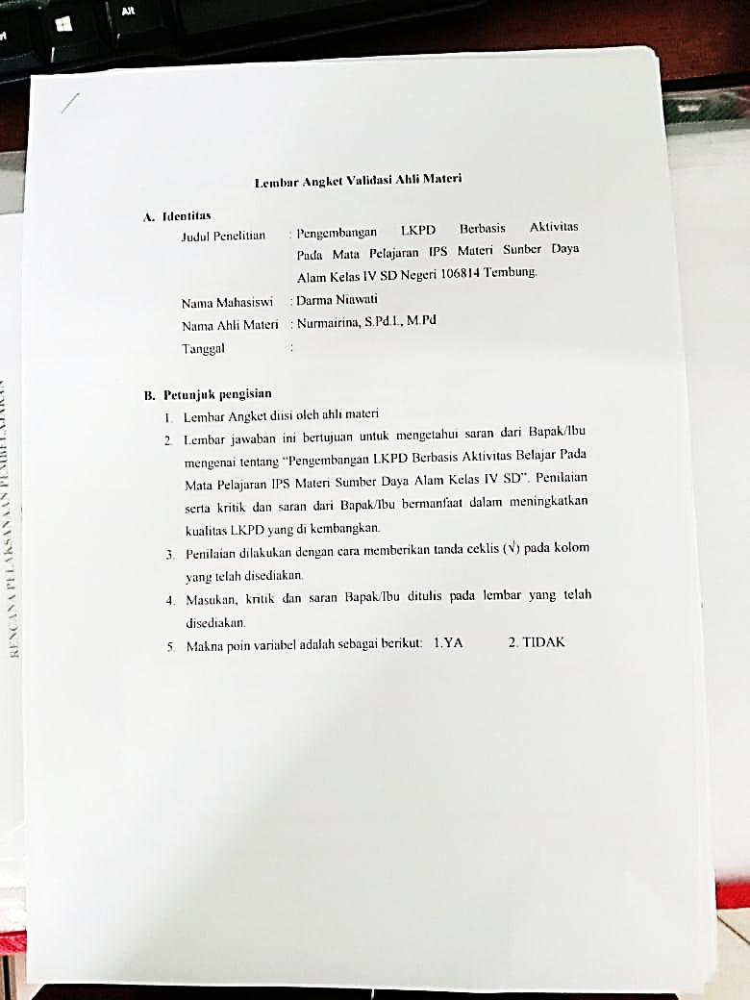 Alt
Lembar Angket Validasi Ahli Materi
A. Identitas
Judul Penelitian : Pengembangan LKPD Berbasis Aktivitas
Pada Mata Pelajaran IPS Materi Sunber Daya
Alam Kelas IV SD Negeri 106814 Tembung.
Nama Mahasiswi : Darma Niawati
Nama Ahli Materi : Nurmairina, S.Pd.I., M.Pd
Tanggal :
B. Petunjuk pengisian
1. Lembar Angket diisi oleh ahli materi
2. Lembar jawaban ini bertujuan untuk mengetahui saran dari Bapak/Ibu
mengenai tentang “Pengembangan LKPD Berbasis Aktivitas Belajar Pada
Mata Pelajaran IPS Materi Sumber Daya Alam Kelas IV SD”. Penilaian
serta kritik dan saran dari Bapak/Ibu bermanfaat dalam meningkatkan
kualitas LKPD yang di kembangkan.
3. Penilaian dilakukan dengan cara memberikan tanda ceklis (√) pada kolom
yang telah disediakan.
4. Masukan, kritik dan saran Bapak/Ibu ditulis pada lembar yang telah
disediakan.
5. Makna poin variabel adalah sebagai berikut: 1.YA 2. TIDAK
RENCANA PELAKSANAAN PEMBELAJARAN